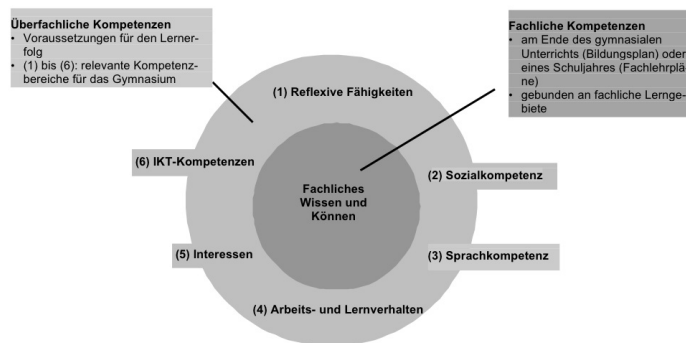 Überfachliche Kompetenzen
• Voraussetzungen für den Lerner-
folg
• (1) bis (6): relevante Kompetenz-
bereiche für das Gymnasium
Fachliche Kompetenzen
• am Ende des gymnasialen
Unterrichts (Bildungsplan) oder
eines Schuljahres (Fachlehrplä-
ne)
• gebunden an fachliche Lernge-
biete
(1) Reflexive Fähigkeiten
(6) IKT-Kompetenzen
(2) Sozialkompetenz
Fachliches
Wissen und
Können
(5) Interessen
(3) Sprachkompetenz
(4) Arbeits- und Lernverhalten